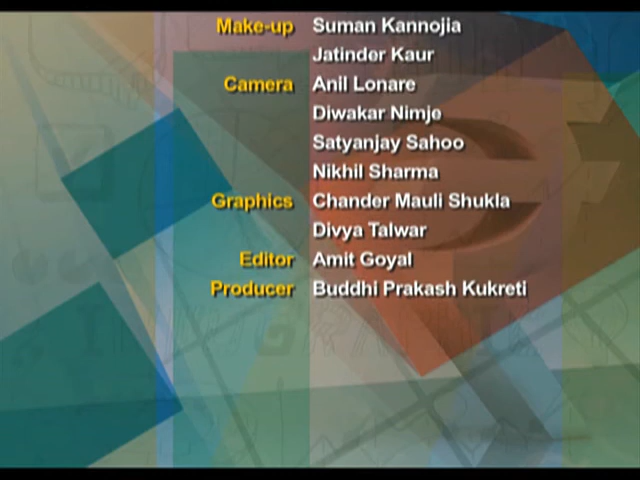 Make-up Suman Kannojia
Jatinder Kaur
Camera Anil Lonare
Diwakar Nimje
Satyanjay Sahoo
Nikhil Sharma
Graphics Chander Mauli Shukla
Divya Talwar
Editor Amit Goyal
Producer Buddhi Prakash Kukreti